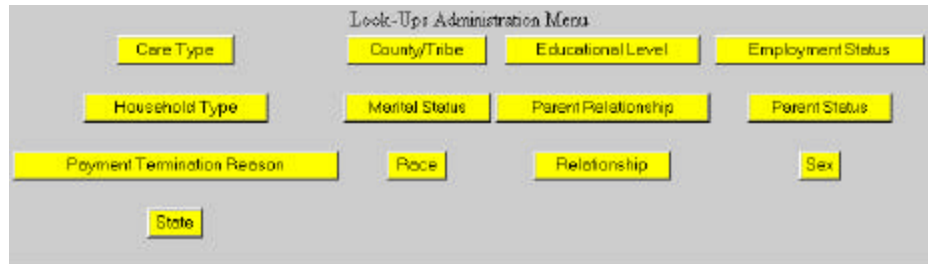 Look-Ups Administration Menu
Care Type County/Tribe Educational Level Employment Status
Household Type Marital Status Parent Relationship Parent Status
Payment Termination Reason Race Relationship Sex
State